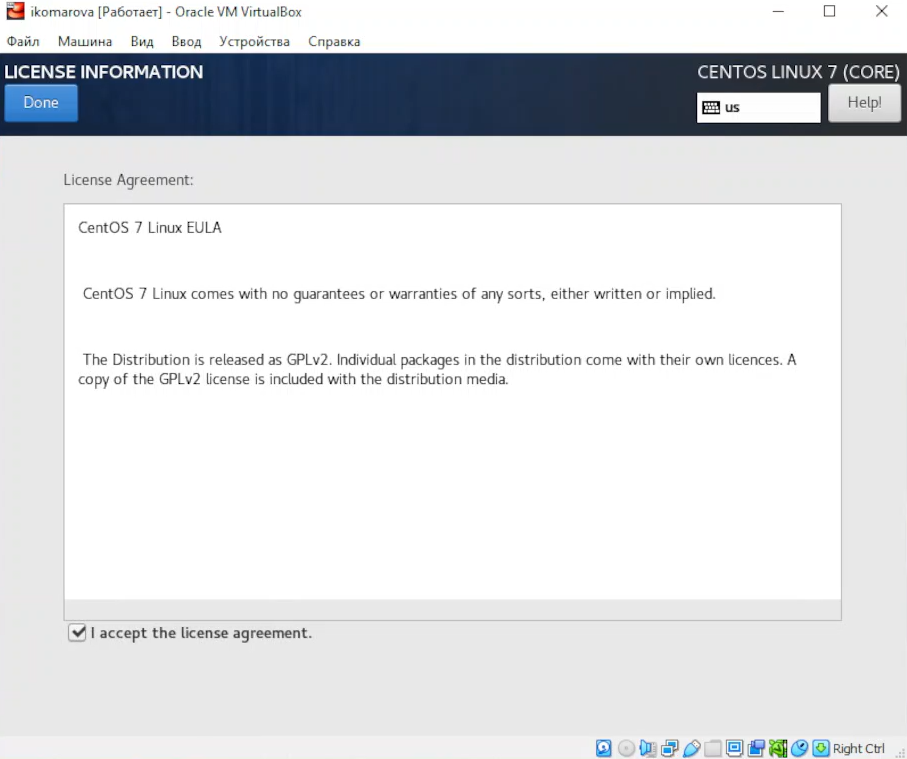 ikomarova [Работает] - Oracle VM VirtualBox
Файл Машина Вид Ввод Устройства Справка
LICENSE INFORMATION
CENTOS LINUX 7 (CORE)
Done
us
Help!
License Agreement:
CentOS 7 Linux EULA
CentOS 7 Linux comes with no guarantees or warranties of any sorts, either written or implied.
The Distribution is released as GPLv2. Individual packages in the distribution come with their own licences. A
copy of the GPLv2 license is included with the distribution media.
I accept the license agreement.
Right Ctrl